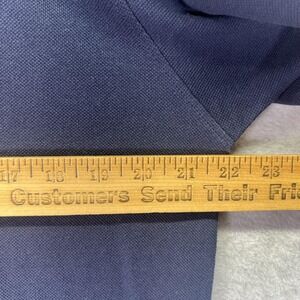 17 18 19 20 21 22 23
Customers Send Their Frie